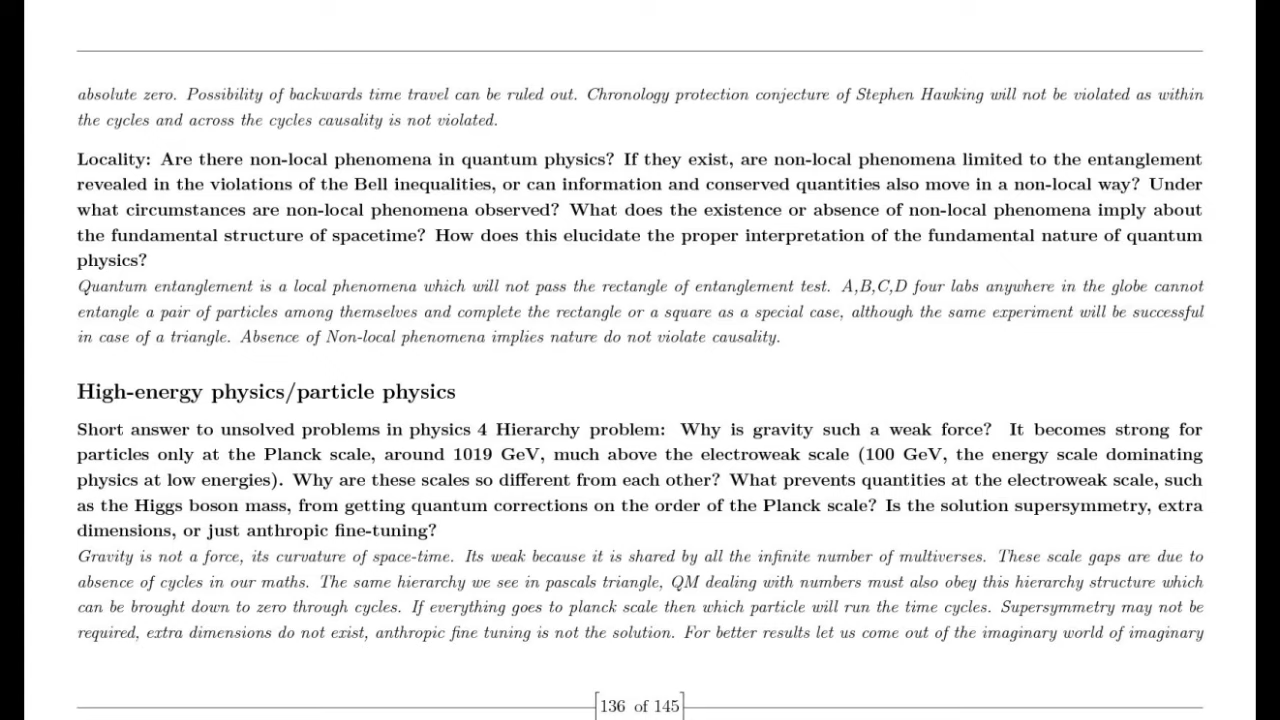 absolute zero. Possibility of backwards time travel can be ruled out. Chronology protection conjecture of Stephen Hawking will not be violated as within
the cycles and across the cycles causality is not violated.
Locality: Are there non-local phenomena in quantum physics? If they exist, are non-local phenomena limited to the entanglement
revealed in the violations of the Bell inequalities, or can information and conserved quantities also move in a non-local way? Under
what circumstances are non-local phenomena observed? What does the existence or absence of non-local phenomena imply about
the fundamental structure of spacetime? How does this elucidate the proper interpretation of the fundamental nature of quantum
physics?
Quantum entanglement is a local phenomena which will not pass the rectangle of entanglement test. A,B,C,D four labs anywhere in the globe cannot
entangle a pair of particles among themselves and complete the rectangle or a square as a special case, although the same experiment will be successful
in case of a triangle. Absence of Non-local phenomena implies nature do not violate causality.
High-energy physics/particle physics
Short answer to unsolved problems in physics 4 Hierarchy problem: Why is gravity such a weak force? It becomes strong for
particles only at the Planck scale, around 1019 GeV, much above the electroweak scale (100 GeV, the energy scale dominating
physics at low energies). Why are these scales so different from each other? What prevents quantities at the electroweak scale, such
as the Higgs boson mass, from getting quantum corrections on the order of the Planck scale? Is the solution supersymmetry, extra
dimensions, or just anthropic fine-tuning?
Gravity is not a force, its curvature of space-time. Its weak because it is shared by all the infinite number of multiverses. These scale gaps are due to
absence of cycles in our maths. The same hierarchy we see in pascals triangle, QM dealing with numbers must also obey this hierarchy structure which
can be brought down to zero through cycles. If everything goes to planck scale then which particle will run the time cycles. Supersymmetry may not be
required, extra dimensions do not exist, anthropic fine tuning is not the solution. For better results let us come out of the imaginary world of imaginary
136 of 145